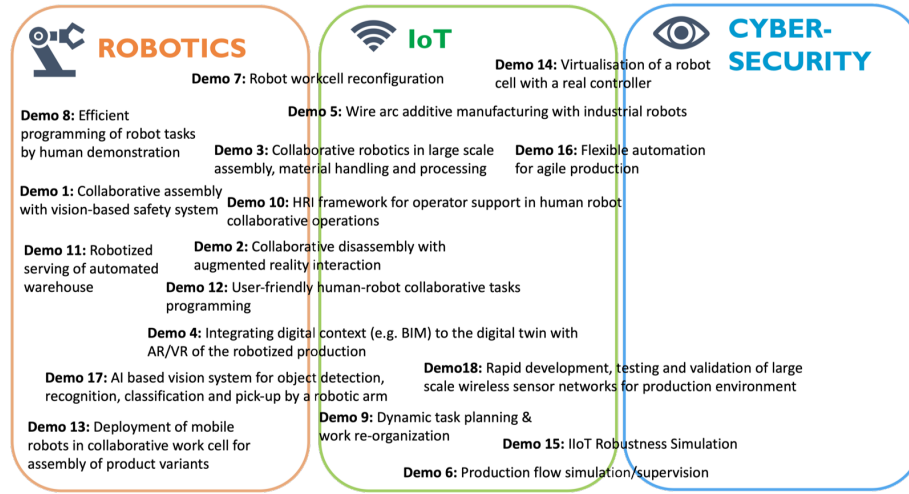 ROBOTICS
IoT
CYBER-
SECURITY
Demo 14: Virtualisation of a robot
cell with a real controller
Demo 7: Robot workcell reconfiguration
Demo 5: Wire arc additive manufacturing with industrial robots
Demo 8: Efficient
programming of robot tasks
by human demonstration
Demo 3: Collaborative robotics in large scale
assembly, material handling and processing
Demo 16: Flexible automation
for agile production
Demo 1: Collaborative assembly
with vision-based safety system
Demo 10: HRI framework for operator support in human robot
collaborative operations
Demo 11: Robotized
serving of automated
warehouse
Demo 2: Collaborative disassembly with
augmented reality interaction
Demo 12: User-friendly human-robot collaborative tasks
programming
Demo 4: Integrating digital context (e.g. BIM) to the digital twin with
AR/VR of the robotized production
Demo18: Rapid development, testing and validation of large
scale wireless sensor networks for production environment
Demo 17: AI based vision system for object detection,
recognition, classification and pick-up by a robotic arm
Demo 9: Dynamic task planning &
work re-organization
Demo 13: Deployment of mobile
robots in collaborative work cell for
assembly of product variants
Demo 15: IIoT Robustness Simulation
Demo 6: Production flow simulation/supervision